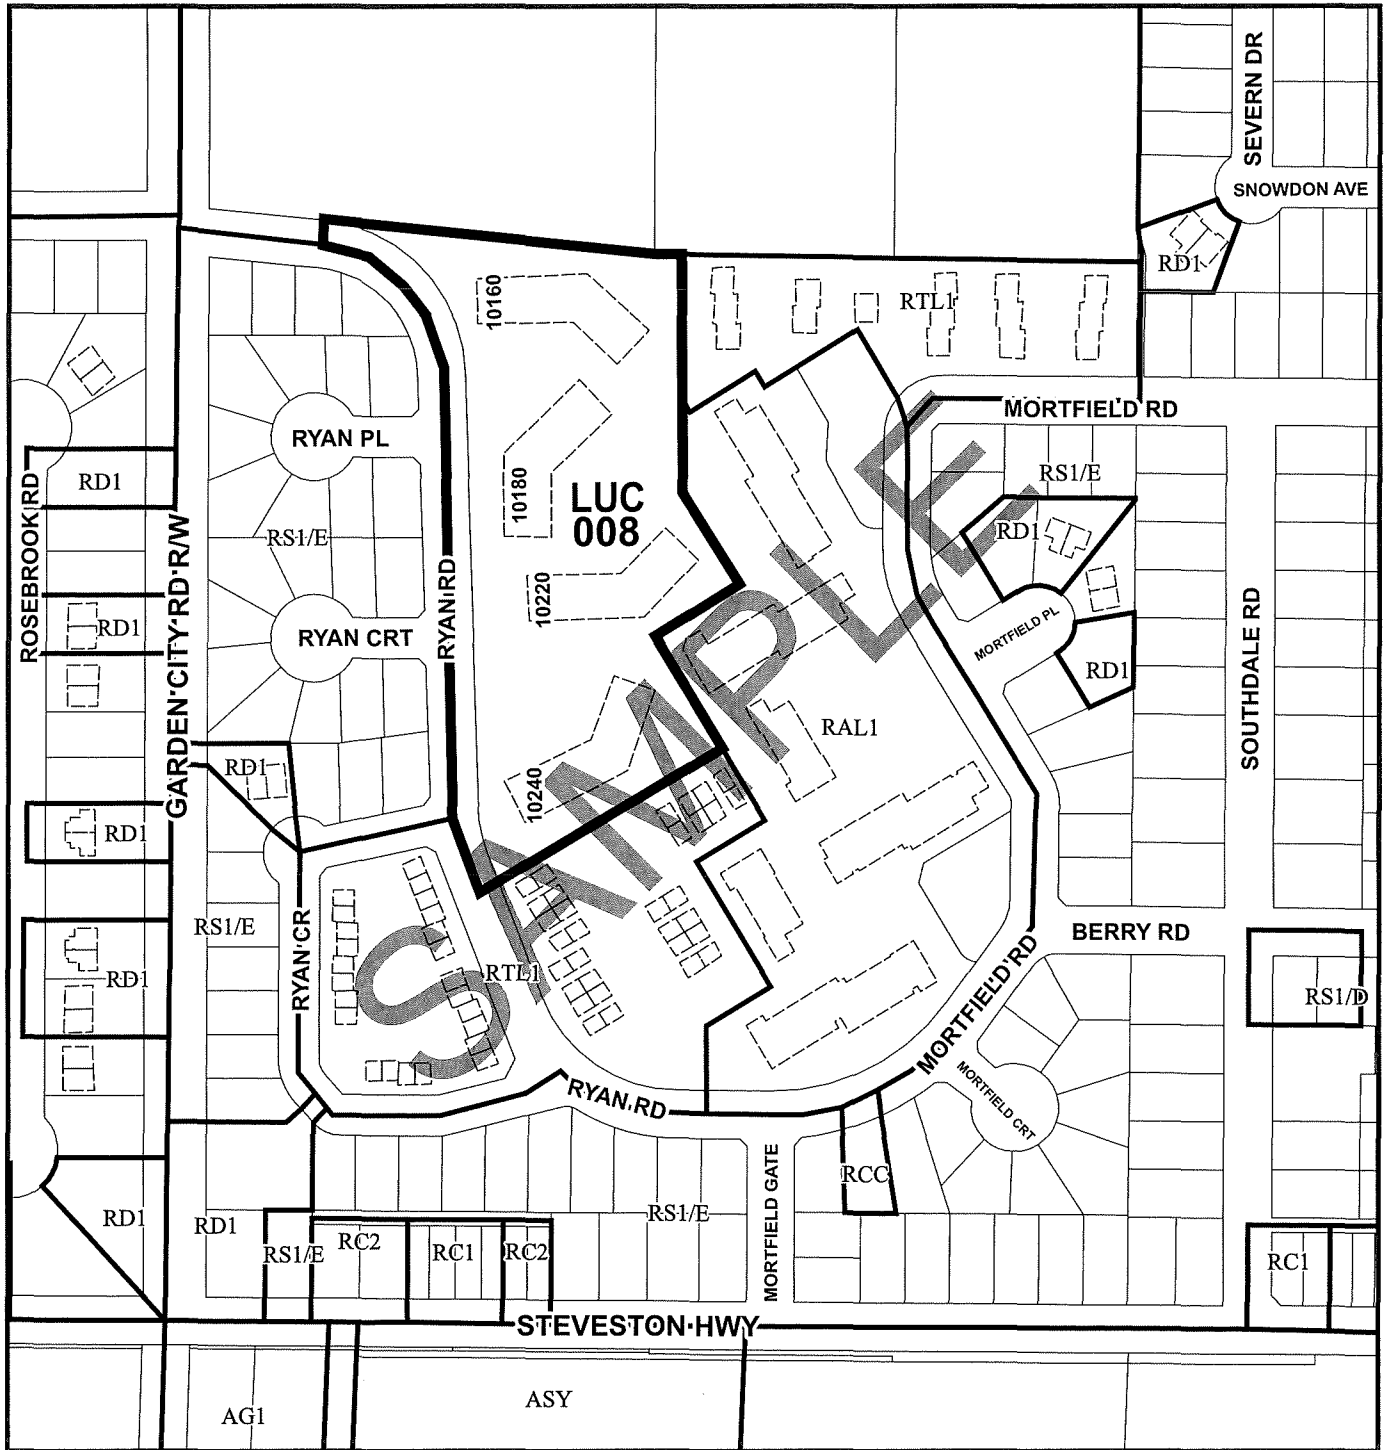 SEVERN DR
SNOWDON AVE
RD1
10160
RTL1
MORTFIELD RD
RYAN PL
ROSEBROOK RD
RD1
RS1/E
10180
LUC
008
RS1/E
RD1
GARDEN CITY RD R/W
RYAN RD
10220
RYAN CRT
RD1
MORTFIELD PL
RD1
SOUTHDALE RD
RAL1
RD1
10240
RD1
SAMPLE
RS1/E
RYAN CR
RTL1
BERRY RD
RD1
MORTFIELD RD
RS1/D
RYAN RD
MORTFIELD CRT
MORTFIELD GATE
RCC
RD1
RD1
RS1/E
RS1/E
RC2
RC1
RC2
RC1
STEVESTON HWY
AG1
ASY